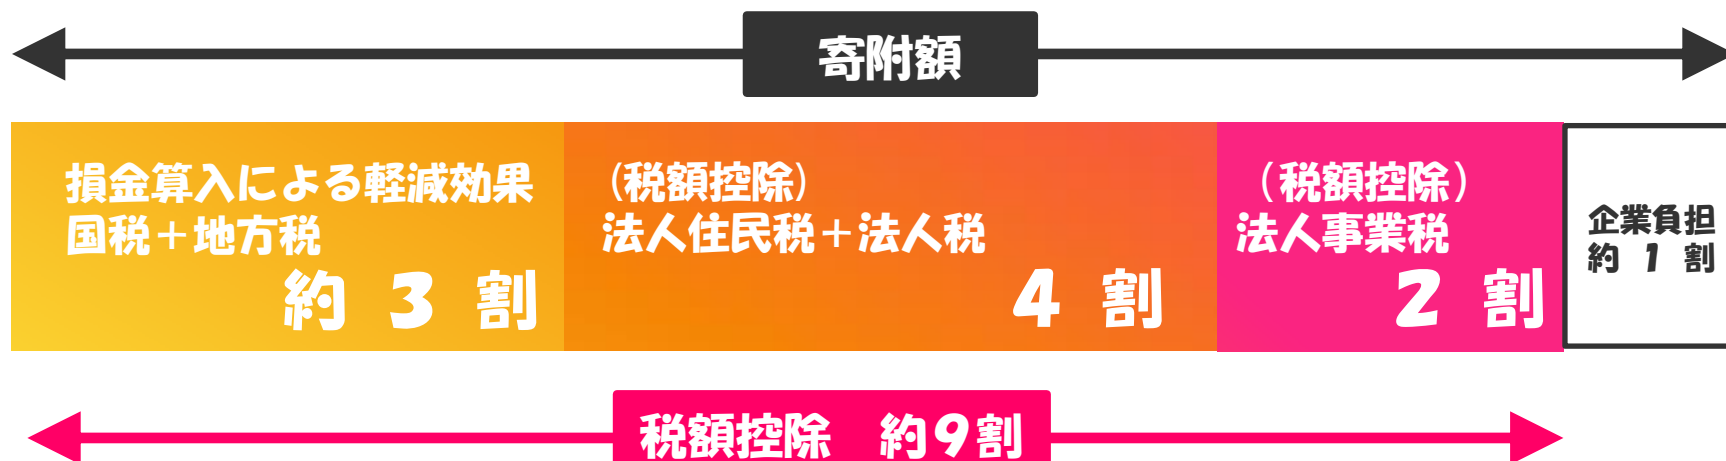 寄附額
損金算入による軽減効果
国税＋地方税
約 3 割
(税額控除)
法人住民税＋法人税
4 割
（税額控除）
法人事業税
2 割
企業負担
約 1 割
税額控除　約9割